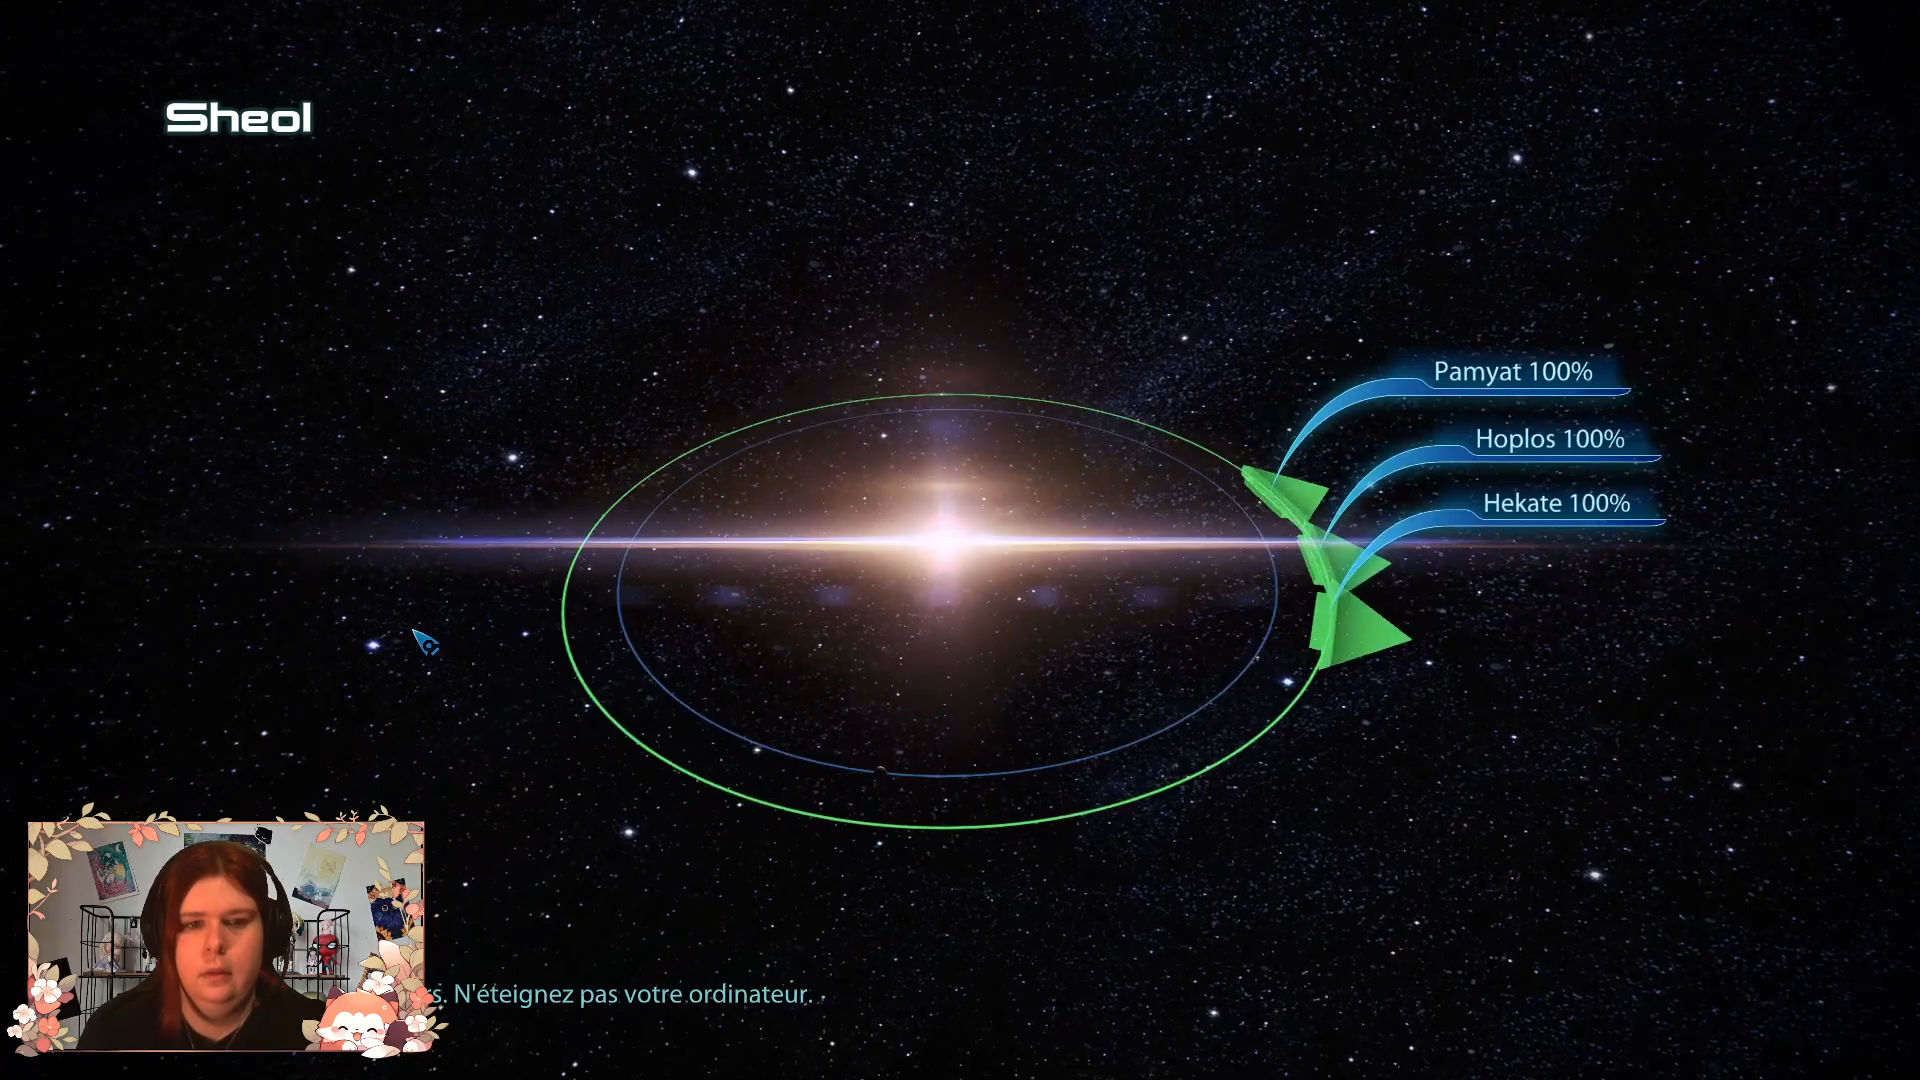 Sheol
Pamyat 100%
Hoplos 100%
Hekate 100%
N'éteignez pas votre ordinateur.